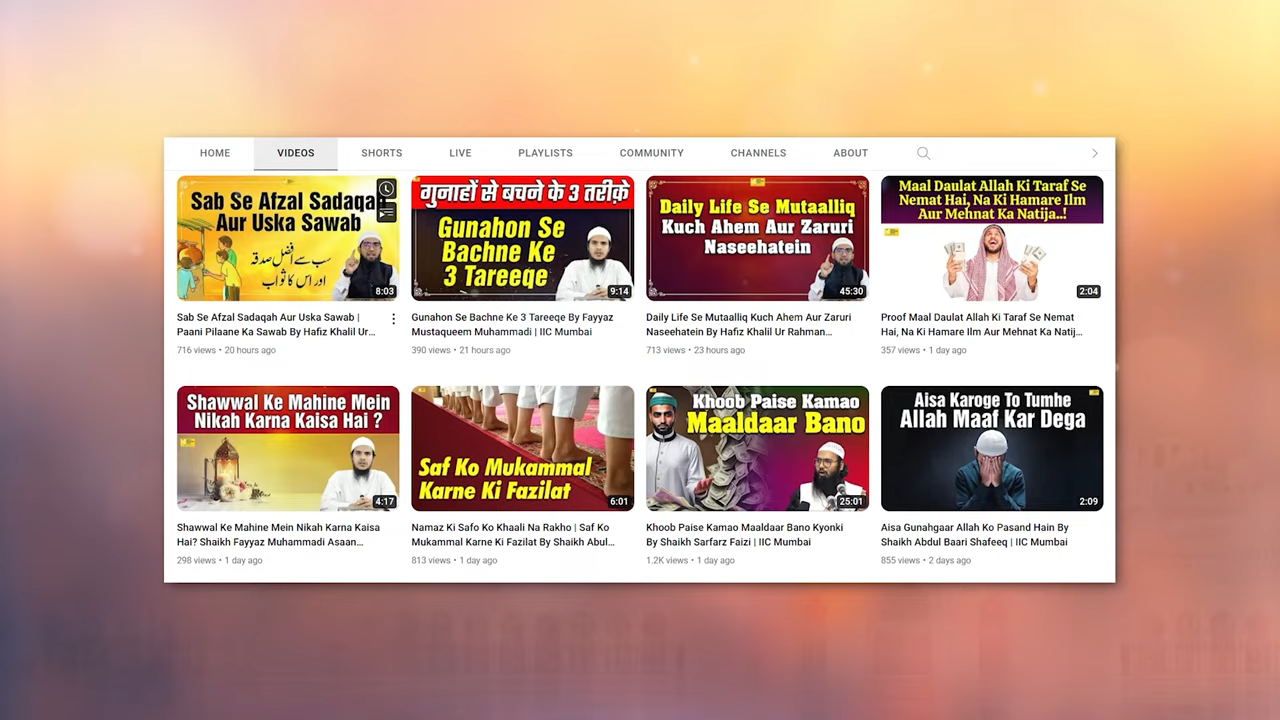 HOME VIDEOS SHORTS LIVE PLAYLISTS COMMUNITY CHANNELS ABOUT
Sab Se Afzal Sadaqah
Aur Uska Sawab
سب سے افضل صدقہ
اور اس کا ثواب
8:03
Sab Se Afzal Sadaqah Aur Uska Sawab |
Paani Pilaane Ka Sawab By Hafiz Khalil Ur...
716 views • 20 hours ago
गुनाहों से बचने के 3 तरीक़े
Gunahon Se
Bachne Ke
3 Tareeqe
9:14
Gunahon Se Bachne Ke 3 Tareeqe By Fayyaz
Mustaqueem Muhammadi | IIC Mumbai
390 views • 21 hours ago
Daily Life Se Mutaalliq
Kuch Ahem Aur Zaruri
Naseehatein
45:30
Daily Life Se Mutaalliq Kuch Ahem Aur Zaruri
Naseehatein By Hafiz Khalil Ur Rahman...
713 views • 23 hours ago
Maal Daulat Allah Ki Taraf Se
Nemat Hai, Na Ki Hamare Ilm
Aur Mehnat Ka Natija..!
2:04
Proof Maal Daulat Allah Ki Taraf Se Nemat
Hai, Na Ki Hamare Ilm Aur Mehnat Ka Natij...
357 views • 1 day ago
Shawwal Ke Mahine Mein
Nikah Karna Kaisa Hai ?
4:17
Shawwal Ke Mahine Mein Nikah Karna Kaisa
Hai? Shaikh Fayyaz Muhammadi Asaan...
298 views • 1 day ago
Saf Ko Mukammal
Karne Ki Fazilat
6:01
Namaz Ki Safo Ko Khaali Na Rakho | Saf Ko
Mukammal Karne Ki Fazilat By Shaikh Abul...
813 views • 1 day ago
Khoob Paise Kamao
Maaldaar Bano
25:01
Khoob Paise Kamao Maaldaar Bano Kyonki
By Shaikh Sarfarz Faizi | IIC Mumbai
1.2K views • 1 day ago
Aisa Karoge To Tumhe
Allah Maaf Kar Dega
2:09
Aisa Gunahgaar Allah Ko Pasand Hain By
Shaikh Abdul Baari Shafeeq | IIC Mumbai
855 views • 2 days ago